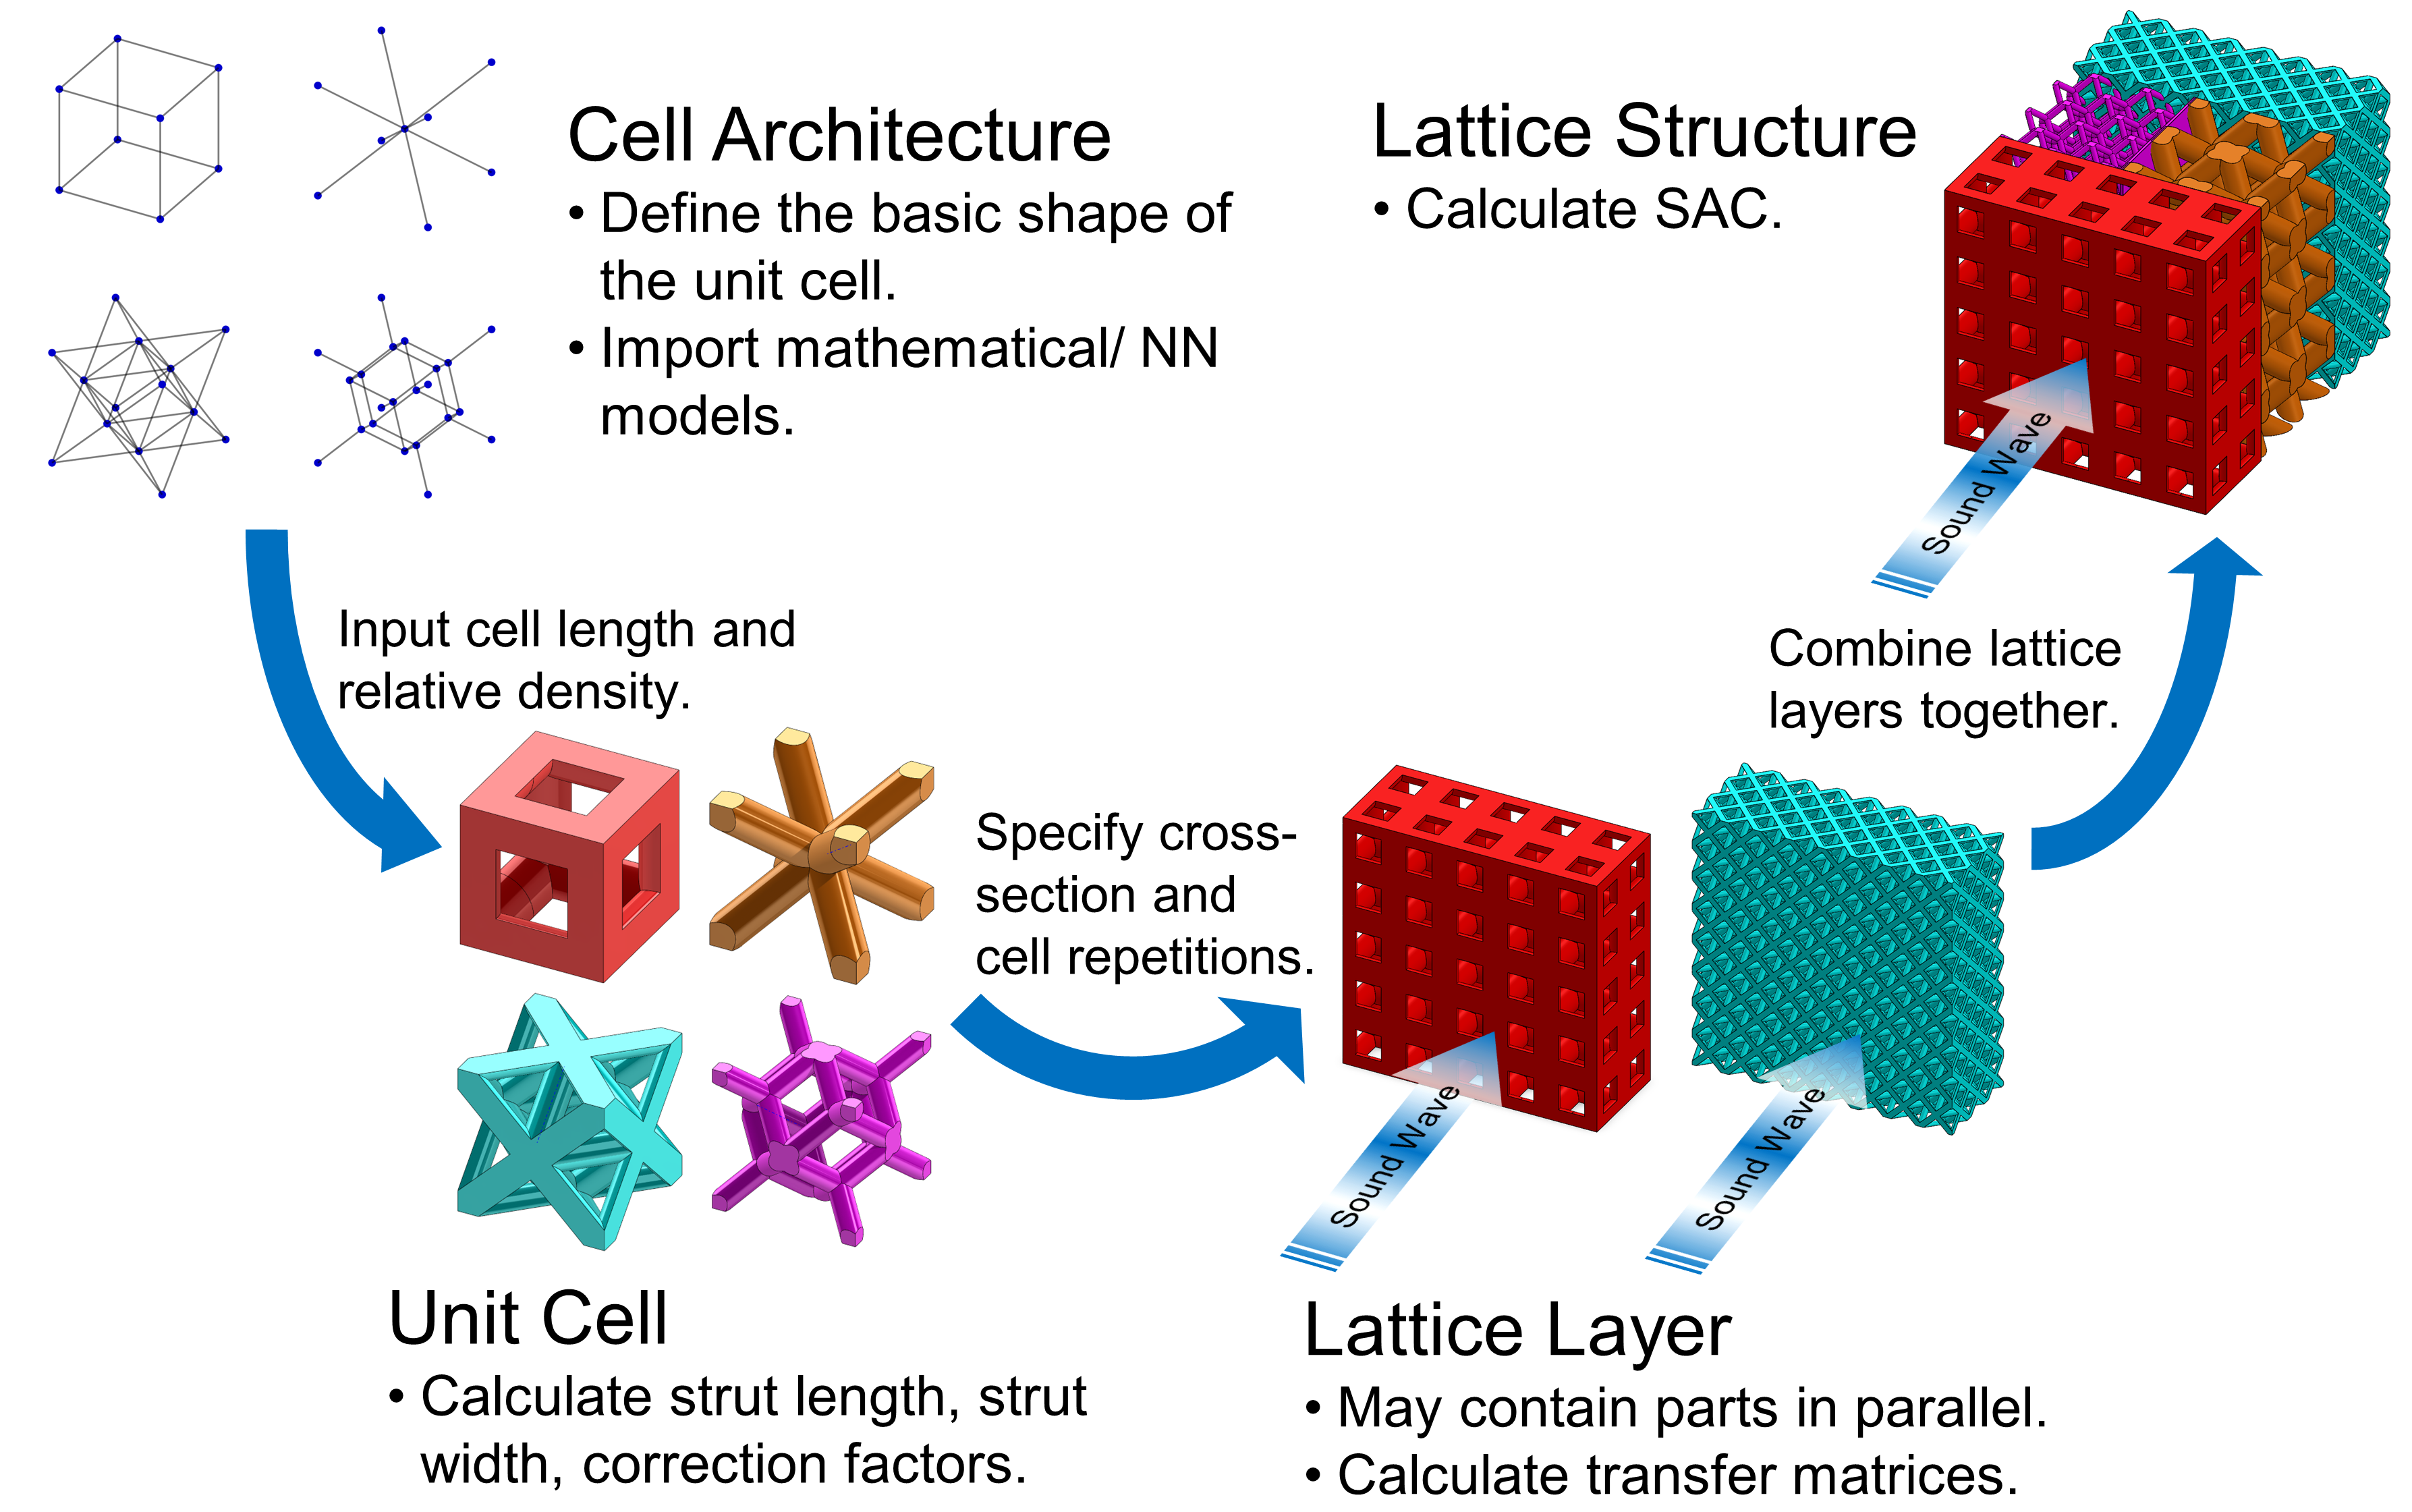 Cell Architecture
• Define the basic shape of
the unit cell.
• Import mathematical/ NN
models.
Lattice Structure
• Calculate SAC.
Sound Wave
Input cell length and
relative density.
Combine lattice
layers together.
Specify cross-
section and
cell repetitions.
Sound Wave
Sound Wave
Unit Cell
• Calculate strut length, strut
width, correction factors.
Lattice Layer
• May contain parts in parallel.
• Calculate transfer matrices.